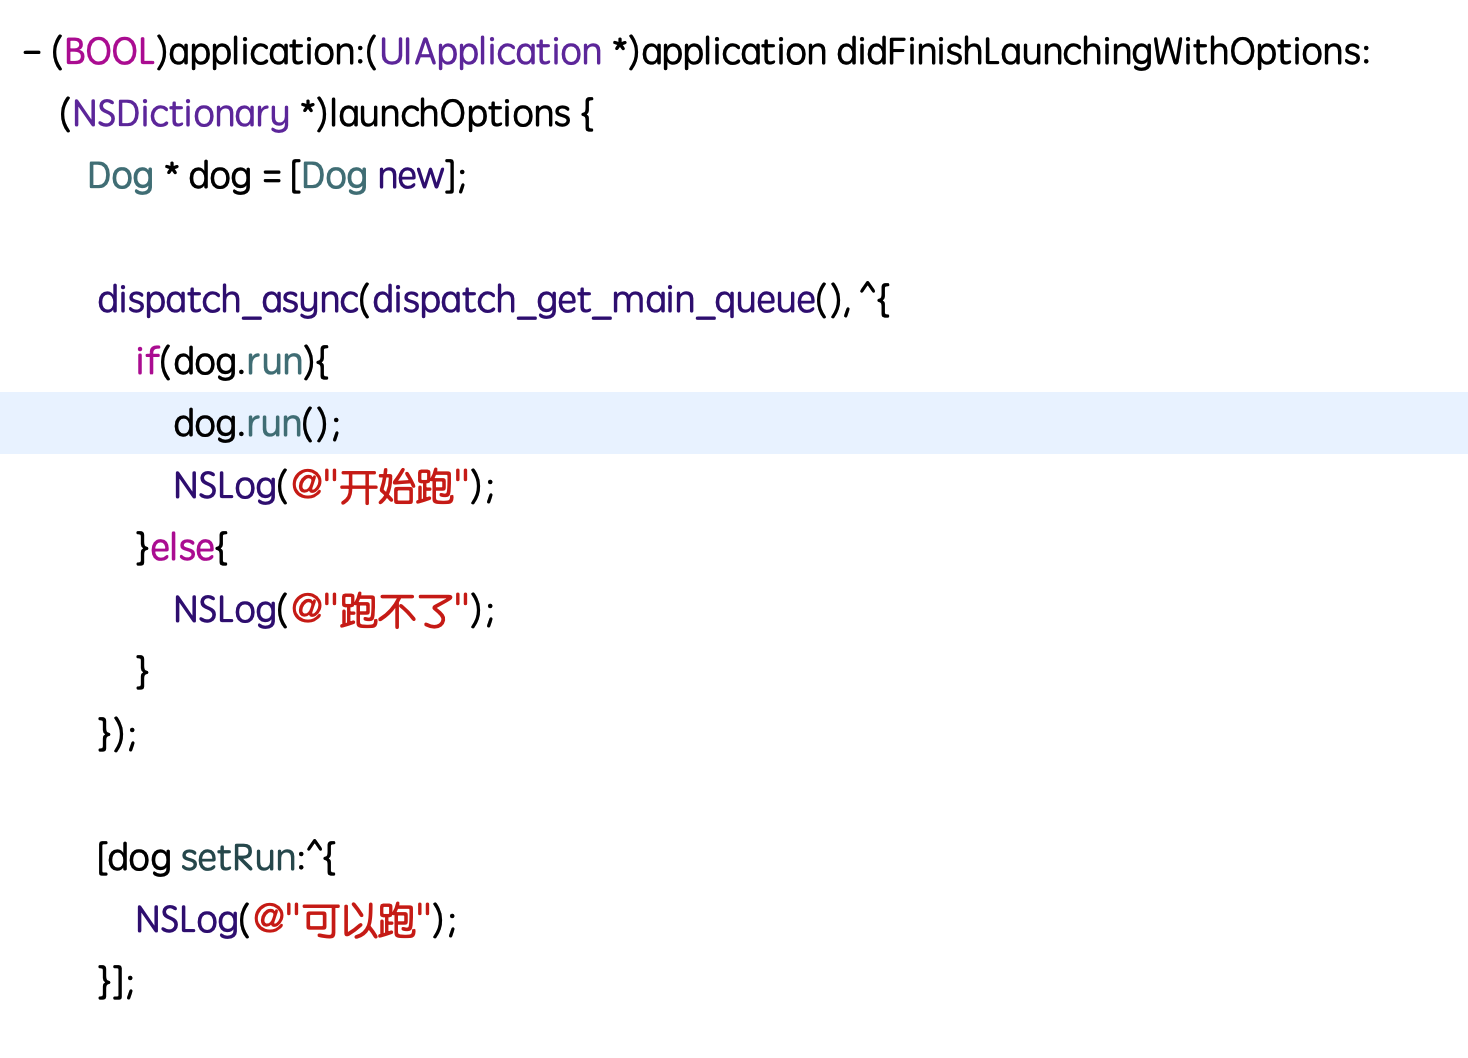 - (BOOL)application:(UIApplication *)application didFinishLaunchingWithOptions:
(NSDictionary *)launchOptions {
Dog * dog = [Dog new];
dispatch_async(dispatch_get_main_queue(), ^{
if(dog.run){
dog.run();
NSLog(@"开始跑");
}else{
NSLog(@"跑不了");
}
});
[dog setRun:^{
NSLog(@"可以跑");
}];